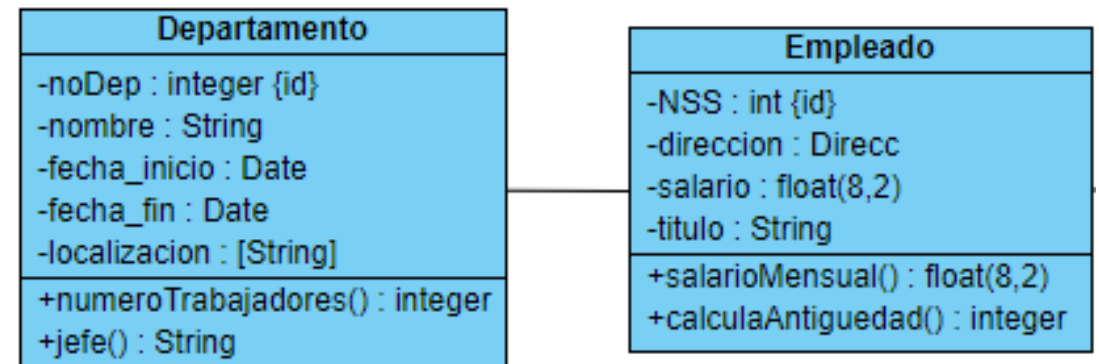 Departamento
-noDep : integer {id}
-nombre : String
-fecha_inicio : Date
-fecha_fin : Date
-localizacion : [String]
+numeroTrabajadores() : integer
+jefe() : String
Empleado
-NSS : int {id}
-direccion : Direcc
-salario : float(8,2)
-titulo : String
+salarioMensual() : float(8,2)
+calculaAntiguedad() : integer